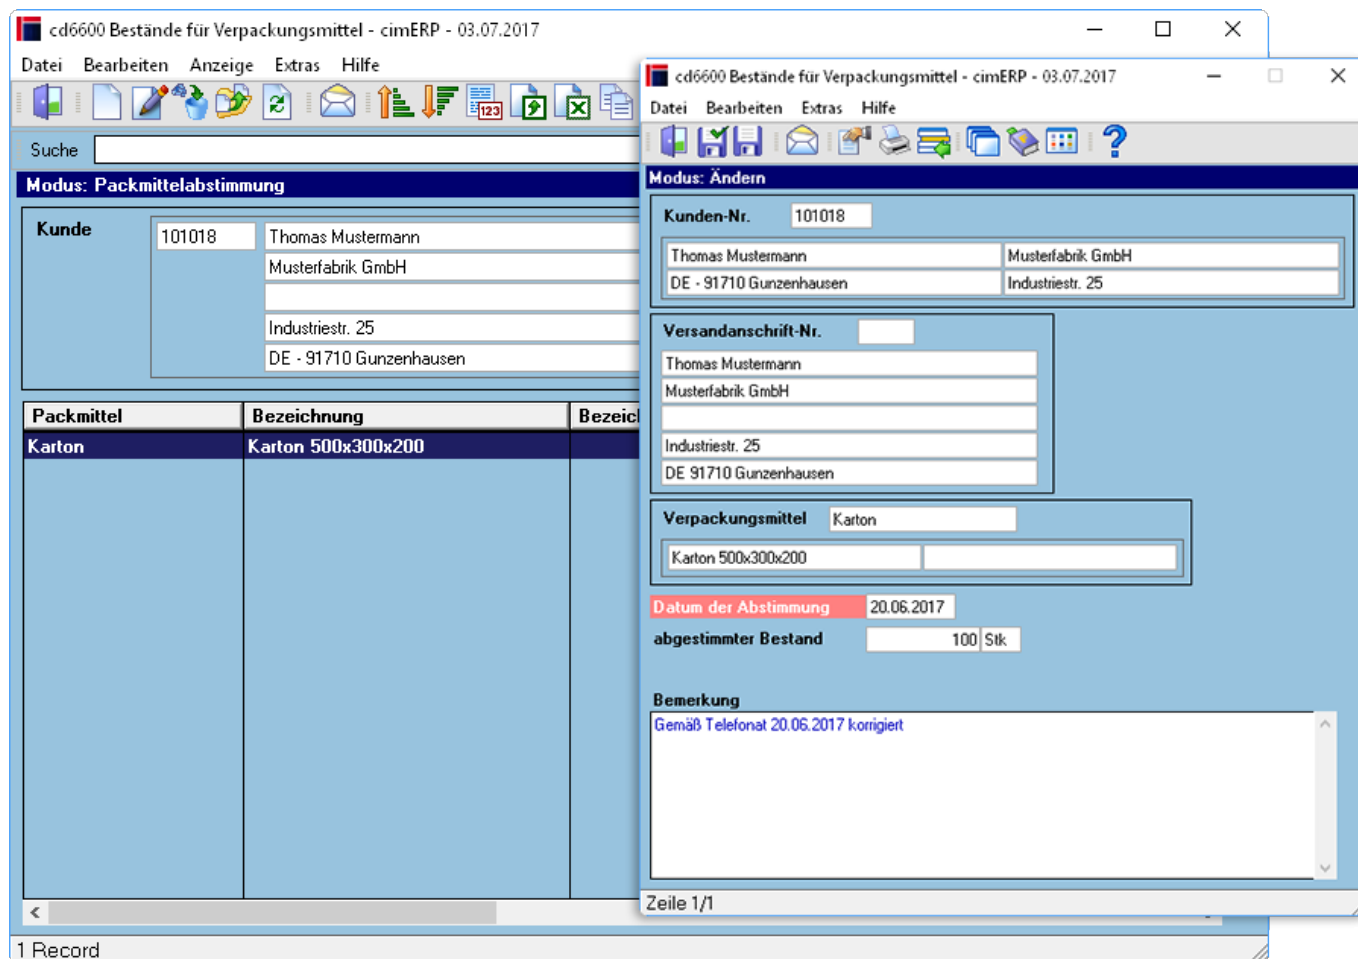 cd6600 Bestände für Verpackungsmittel - cimERP - 03.07.2017
Datei Bearbeiten Anzeige Extras Hilfe
123
Suche
Modus: Packmittelabstimmung
Kunde 101018 Thomas Mustermann
Musterfabrik GmbH
Industriestr. 25
DE - 91710 Gunzenhausen
Packmittel Bezeichnung Bezeic
Karton Karton 500x300x200
1 Record
cd6600 Bestände für Verpackungsmittel - cimERP - 03.07.2017
Datei Bearbeiten Extras Hilfe
Modus: Ändern
Kunden-Nr. 101018
Thomas Mustermann Musterfabrik GmbH
DE - 91710 Gunzenhausen Industriestr. 25
Versandanschrift-Nr.
Thomas Mustermann
Musterfabrik GmbH
Industriestr. 25
DE 91710 Gunzenhausen
Verpackungsmittel Karton
Karton 500x300x200
Datum der Abstimmung 20.06.2017
abgestimmter Bestand 100 Stk
Bemerkung
Gemäß Telefonat 20.06.2017 korrigiert
Zeile 1/1